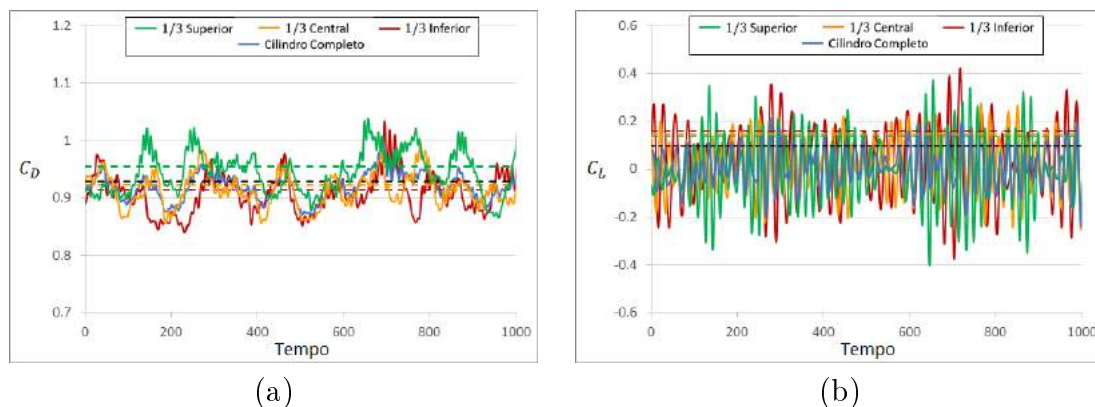 1/3 Superior 1/3 Central 1/3 Inferior
Cilindro Completo
1.2
1.1
1
0.9
0.8
0.7
C_D
0 200 400 600 800 1000
Tempo
(a)
1/3 Superior 1/3 Central 1/3 Inferior
Cilindro Completo
0.6
0.4
0.2
0
-0.2
-0.4
-0.6
C_L
0 200 400 600 800 1000
Tempo
(b)